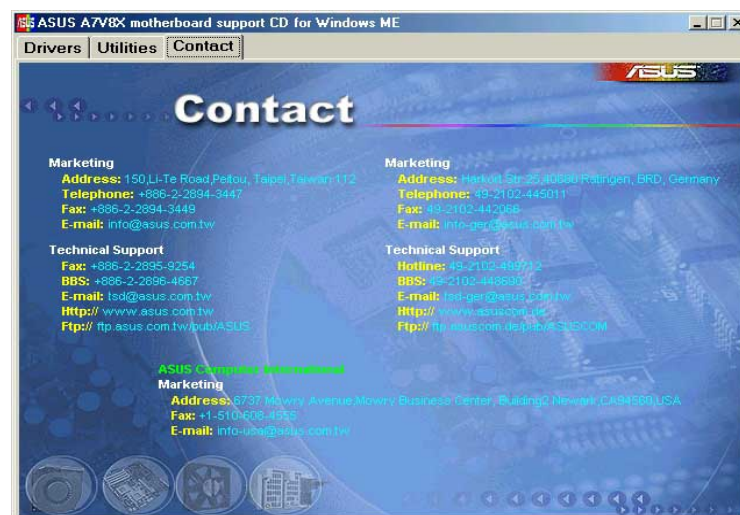 ASUS A7V8X motherboard support CD for Windows ME
Drivers Utilities Contact
ASUS
Contact
Marketing
Address: 150,Li-Te Road,Peitou, Taipei,Taiwan 112
Telephone: +886-2-2894-3447
Fax: +886-2-2894-3449
E-mail: info@asus.com.tw
Technical Support
Fax: +886-2-2895-9254
BBS: +886-2-2896-4667
E-mail: tsd@asus.com.tw
Http:// www.asus.com.tw
Ftp:// ftp.asus.com.tw/pub/ASUS
Marketing
Address: Harkort Str.25,40880 Ratingen, BRD, Germany
Telephone: 49-2102-445011
Fax: 49-2102-442066
E-mail: info-ger@asus.com.tw
Technical Support
Hotline: 49-2102-499712
BBS: 49-2102-448690
E-mail: tsd-ger@asus.com.tw
Http:// www.asuscom.de
Ftp:// ftp.asuscom.de/pub/ASUSCOM
ASUS Computer International
Marketing
Address: 6737 Mowry Avenue,Mowry Business Center, Building2 Newark,CA94560,USA
Fax: +1-510-608-4555
E-mail: info-usa@asus.com.tw